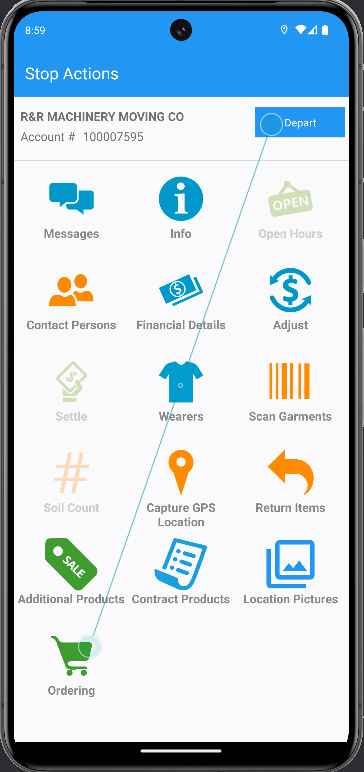 8:59
Stop Actions
R&R MACHINERY MOVING CO
Account # 100007595
Depart
OPEN
Messages
Info
Open Hours
Contact Persons
Financial Details
Adjust
Settle
Wearers
Scan Garments
Soil Count
Capture GPS
Location
Return Items
SALE
Additional Products
Contract Products
Location Pictures
Ordering